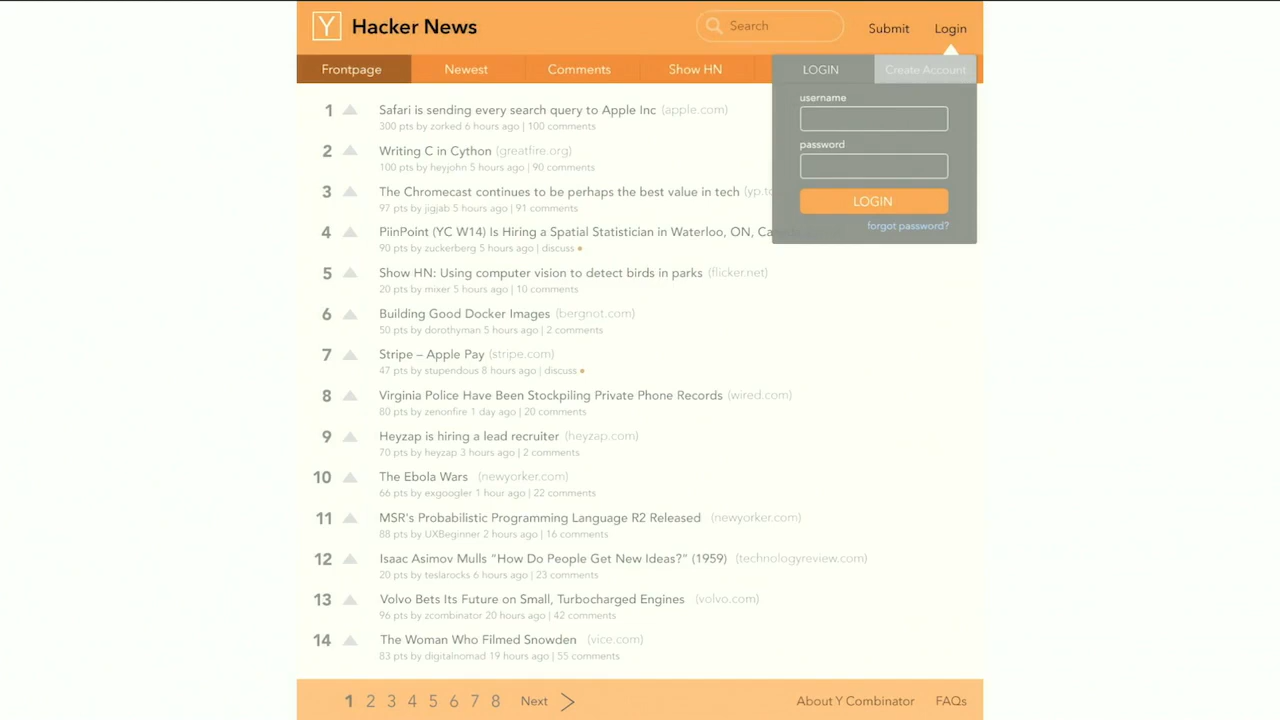 Y Hacker News
Search
Submit
Login
Frontpage
Newest
Comments
Show HN
LOGIN
Create Account
username
password
LOGIN
forgot password?
1 Safari is sending every search query to Apple Inc (apple.com)
300 pts by zorked 6 hours ago | 100 comments
2 Writing C in Cython (greatfire.org)
100 pts by heyjohn 5 hours ago | 90 comments
3 The Chromecast continues to be perhaps the best value in tech
97 pts by jigjab 5 hours ago | 91 comments
4 PiinPoint (YC W14) Is Hiring a Spatial Statistician in Waterloo, ON,
90 pts by zuckerberg 5 hours ago | discuss
5 Show HN: Using computer vision to detect birds in parks (flicker.net)
20 pts by mixer 5 hours ago | 10 comments
6 Building Good Docker Images (bergnot.com)
50 pts by dorothyman 5 hours ago | 2 comments
7 Stripe – Apple Pay (stripe.com)
47 pts by stupendous 8 hours ago | discuss
8 Virginia Police Have Been Stockpiling Private Phone Records (wired.com)
80 pts by zenonfire 1 day ago | 20 comments
9 Heyzap is hiring a lead recruiter (heyzap.com)
70 pts by heyzap 3 hours ago | 2 comments
10 The Ebola Wars (newyorker.com)
66 pts by exgoogler 1 hour ago | 22 comments
11 MSR's Probabilistic Programming Language R2 Released (newyorker.com)
88 pts by UXBeginner 2 hours ago | 16 comments
12 Isaac Asimov Mulls "How Do People Get New Ideas?" (1959) (technologyreview.com)
20 pts by teslarocks 6 hours ago | 23 comments
13 Volvo Bets Its Future on Small, Turbocharged Engines (volvo.com)
96 pts by zcombinator 20 hours ago | 42 comments
14 The Woman Who Filmed Snowden (vice.com)
83 pts by digitalnomad 19 hours ago | 55 comments
1 2 3 4 5 6 7 8 Next
About Y Combinator
FAQs